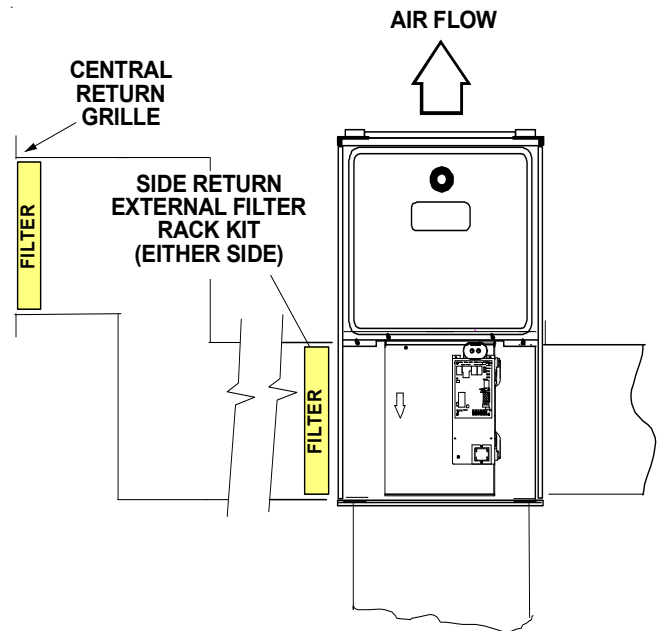 AIR FLOW
CENTRAL
RETURN
GRILLE
SIDE RETURN
EXTERNAL FILTER
RACK KIT
(EITHER SIDE)
FILTER
FILTER